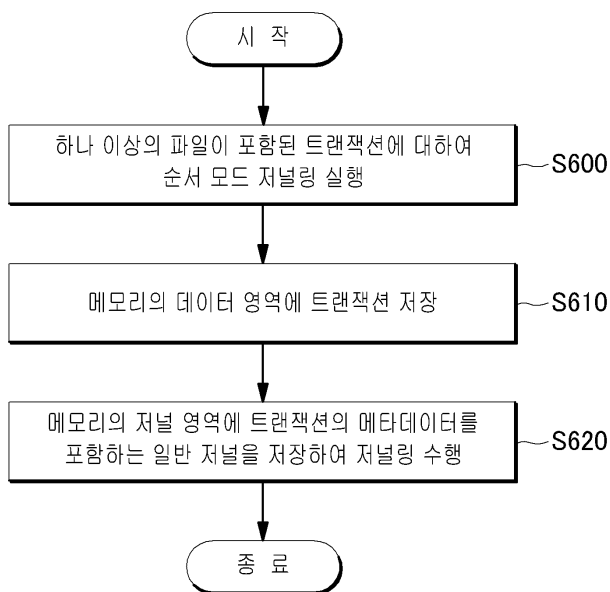 시 작
하나 이상의 파일이 포함된 트랜잭션에 대하여
순서 모드 저널링 실행
S600
메모리의 데이터 영역에 트랜잭션 저장
S610
메모리의 저널 영역에 트랜잭션의 메타데이터를
포함하는 일반 저널을 저장하여 저널링 수행
S620
종 료